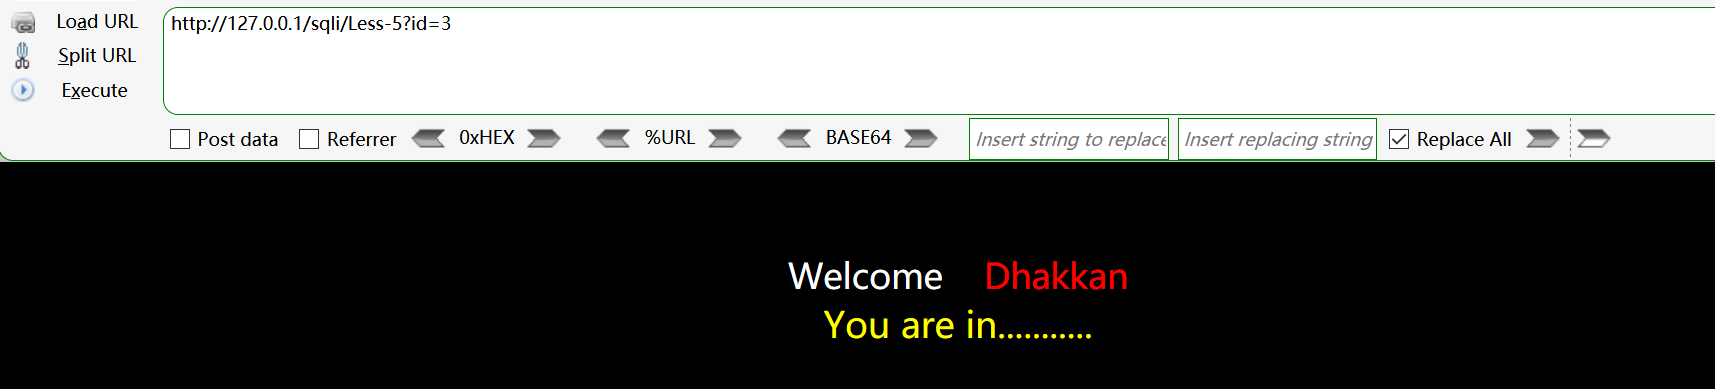 Load URL
http://127.0.0.1/sqli/Less-5?id=3
Split URL
Execute
Post data Referrer 0xHEX %URL BASE64 Insert string to replace Insert replacing string Replace All
Welcome Dhakkan
You are in...........